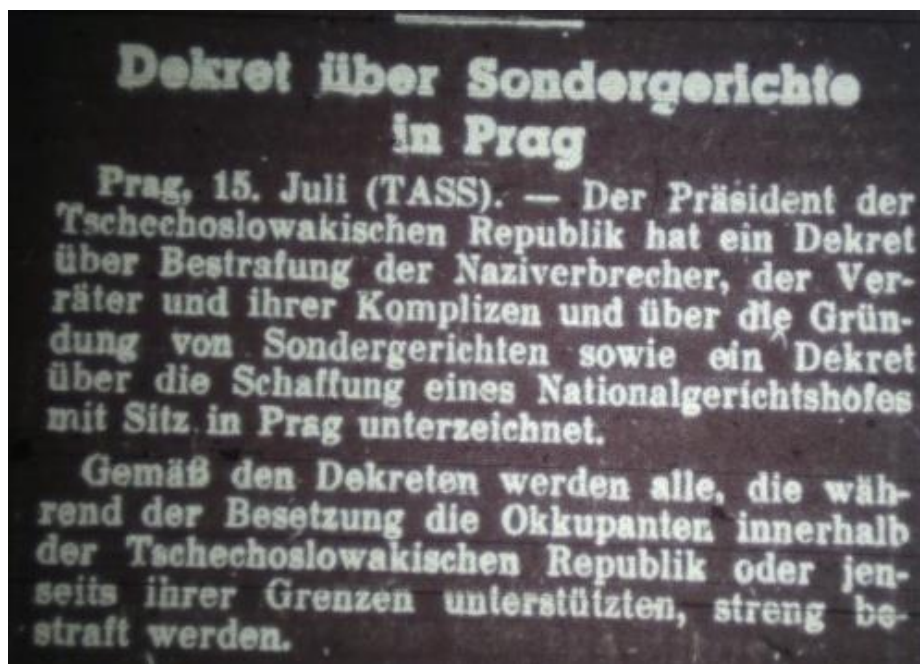 Dekret über Sondergerichte
in Prag
Prag, 15. Juli (TASS). — Der Präsident der
Tschechoslowakischen Republik hat ein Dekret
über Bestrafung der Naziverbrecher, der Ver-
räter und ihrer Komplizen und über die Grün-
dung von Sondergerichten sowie ein Dekret
über die Schaffung eines Nationalgerichtshofes
mit Sitz in Prag unterzeichnet.
Gemäß den Dekreten werden alle, die wäh-
rend der Besetzung die Okkupanten innerhalb
der Tschechoslowakischen Republik oder jen-
seits ihrer Grenzen unterstützten, streng be-
straft werden.